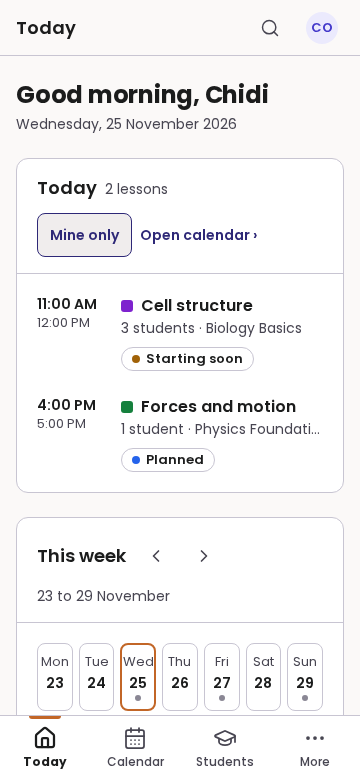 Today
CO
Good morning, Chidi
Wednesday, 25 November 2026
Today 2 lessons
Mine only Open calendar ›
11:00 AM Cell structure
12:00 PM 3 students · Biology Basics
Starting soon
4:00 PM Forces and motion
5:00 PM 1 student · Physics Foundati...
Planned
This week
23 to 29 November
Mon Tue Wed Thu Fri Sat Sun
23 24 25 26 27 28 29
Today Calendar Students More